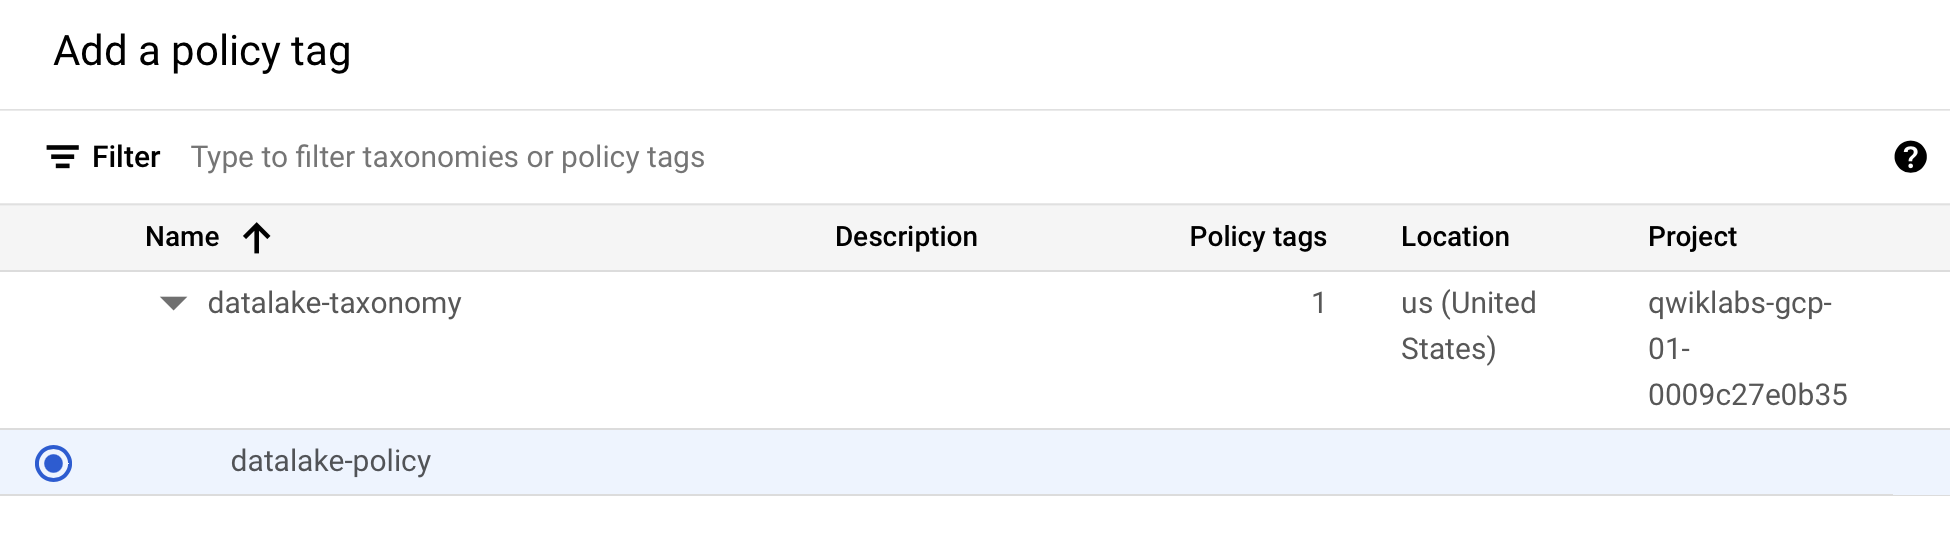 Add a policy tag
Filter Type to filter taxonomies or policy tags ?
Name Description Policy tags Location Project
datalake-taxonomy 1 us (United qwiklabs-gcp-
States) 01-
0009c27e0b35
datalake-policy